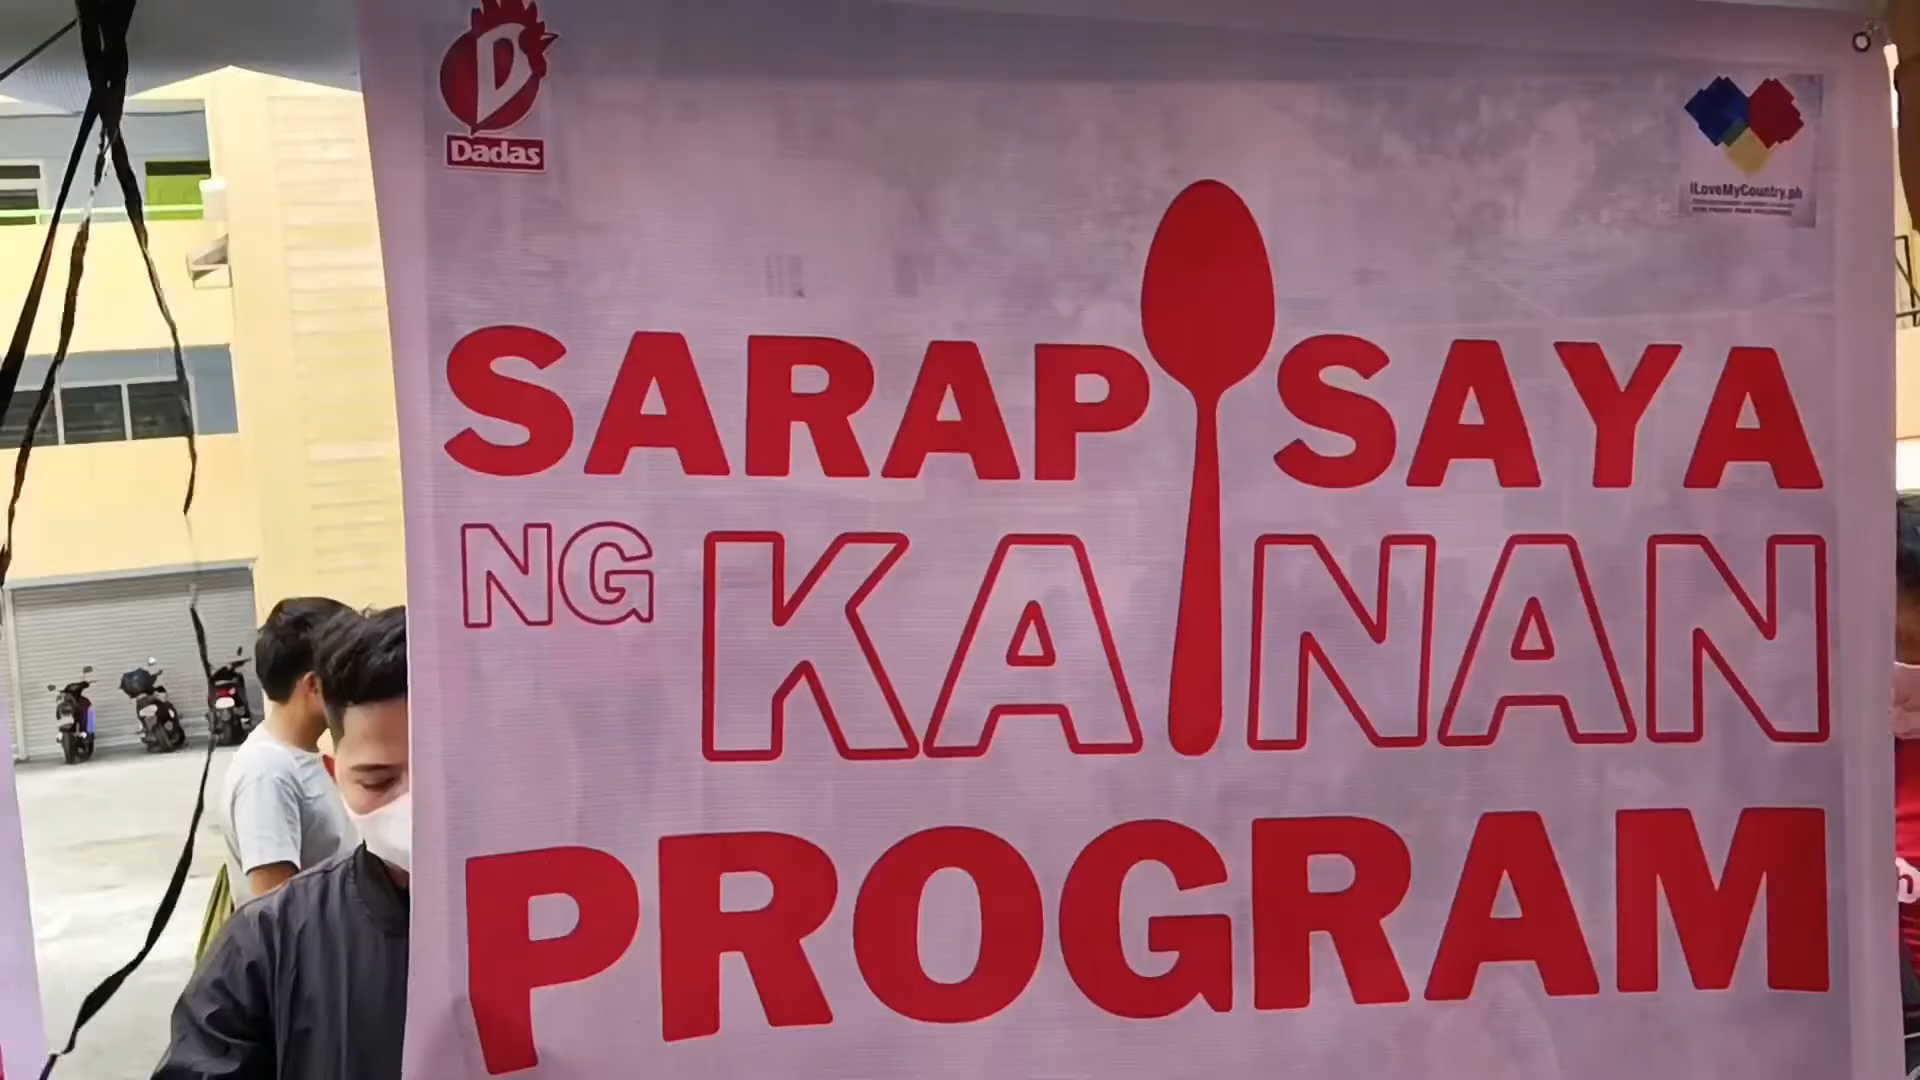 D
Dadas
iLoveMyCountry.ph
SARAP SAYA
NG KAINAN
PROGRAM